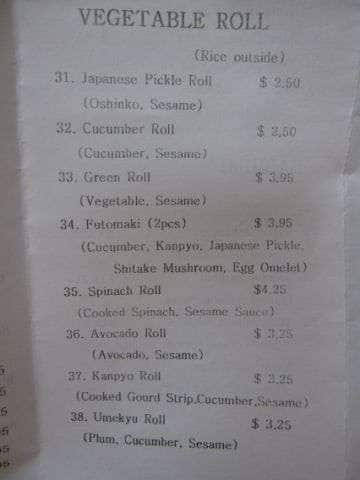 VEGETABLE ROLL
(Rice outside)
31. Japanese Pickle Roll $ 2.50
(Oshinko, Sesame)
32. Cucumber Roll $ 2.50
(Cucumber, Sesame)
33. Green Roll $ 3.95
(Vegetable, Sesame)
34. Futomaki (2pcs) $ 3.95
(Cucumber, Kanpyo, Japanese Pickle,
Shitake Mushroom, Egg Omelet)
35. Spinach Roll $4.25
(Cooked Spinach, Sesame Sauce)
36. Avocado Roll $ 3.25
(Avocado, Sesame)
37. Kanpyo Roll $ 3.25
(Cooked Gourd Strip,Cucumber,Sesame)
38. Umekyu Roll $ 3.25
(Plum, Cucumber, Sesame)